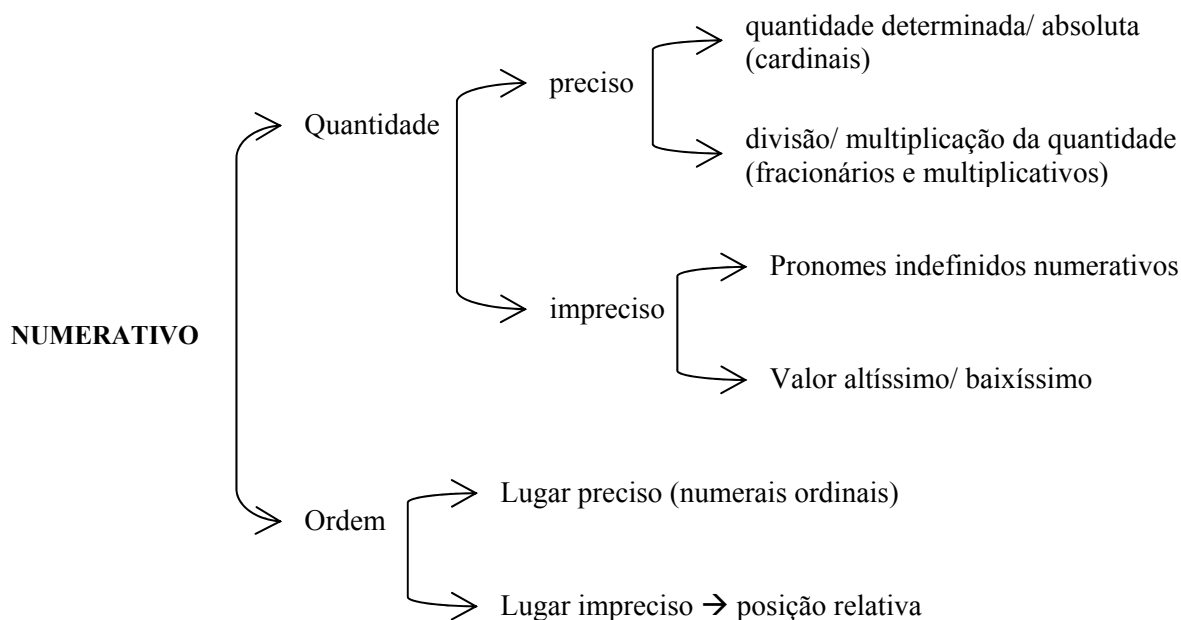 quantidade determinada/ absoluta
(cardinais)
preciso
Quantidade
divisão/ multiplicação da quantidade
(fracionários e multiplicativos)
Pronomes indefinidos numerativos
impreciso
NUMERATIVO
Valor altíssimo/ baixíssimo
Lugar preciso (numerais ordinais)
Ordem
Lugar impreciso → posição relativa